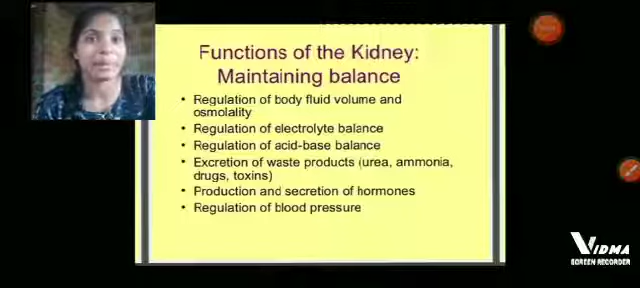 Functions of the Kidney:
Maintaining balance
• Regulation of body fluid volume and
osmolality
• Regulation of electrolyte balance
• Regulation of acid-base balance
• Excretion of waste products (urea, ammonia,
drugs, toxins)
• Production and secretion of hormones
• Regulation of blood pressure
VIDMA
SCREEN RECORDER